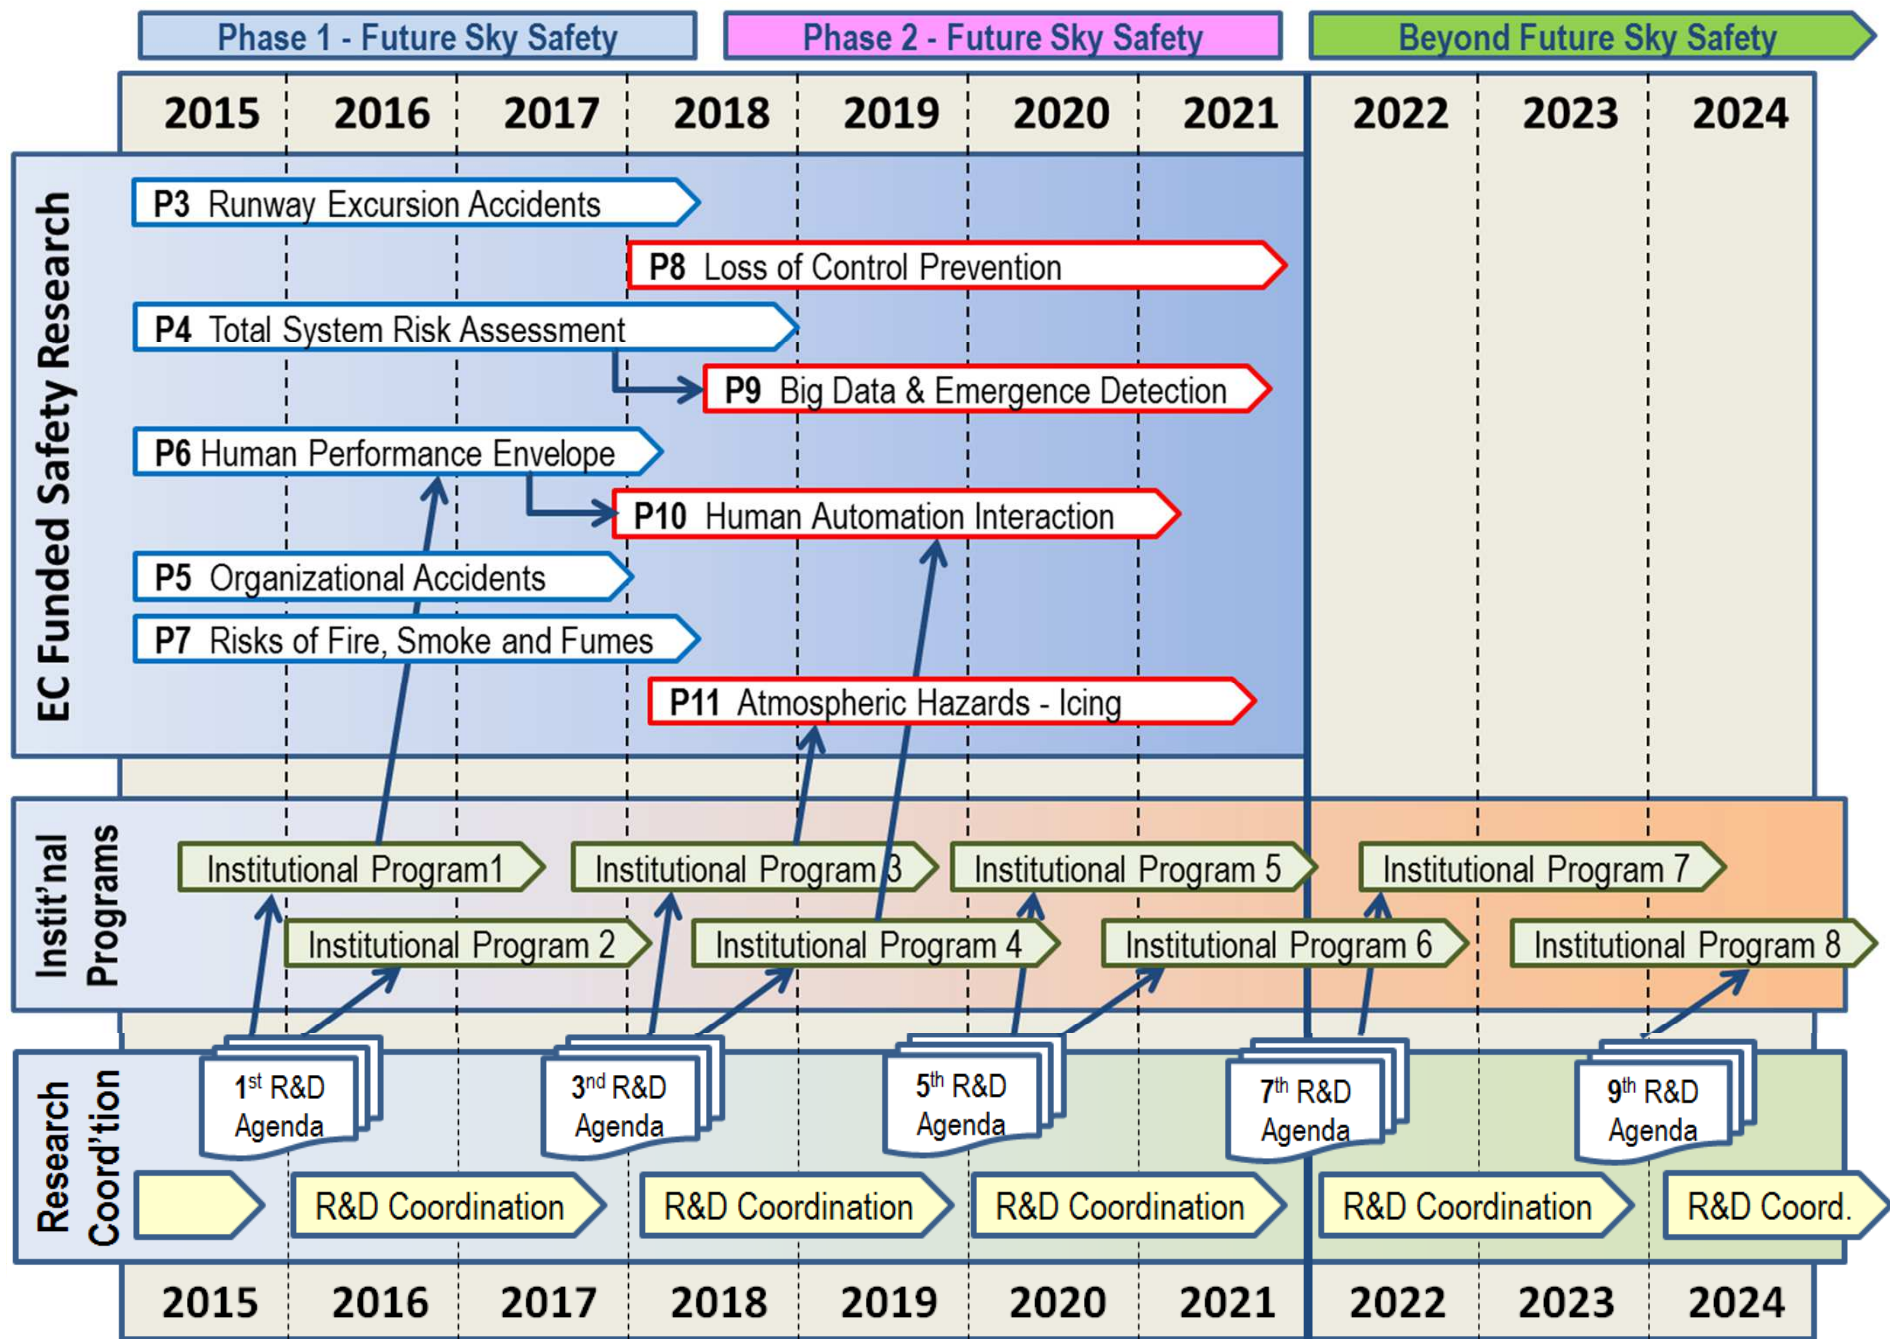 Phase 1 - Future Sky Safety
Phase 2 - Future Sky Safety
Beyond Future Sky Safety
2015 2016 2017 2018 2019 2020 2021 2022 2023 2024
EC Funded Safety Research
P3 Runway Excursion Accidents
P8 Loss of Control Prevention
P4 Total System Risk Assessment
P9 Big Data & Emergence Detection
P6 Human Performance Envelope
P10 Human Automation Interaction
P5 Organizational Accidents
P7 Risks of Fire, Smoke and Fumes
P11 Atmospheric Hazards - Icing
Instit'nal
Programs
Institutional Program1
Institutional Program 3
Institutional Program 5
Institutional Program 7
Institutional Program 2
Institutional Program 4
Institutional Program 6
Institutional Program 8
Research
Coord'tion
1st R&D
Agenda
3nd R&D
Agenda
5th R&D
Agenda
7th R&D
Agenda
9th R&D
Agenda
R&D Coordination
R&D Coordination
R&D Coordination
R&D Coordination
R&D Coord.
2015 2016 2017 2018 2019 2020 2021 2022 2023 2024